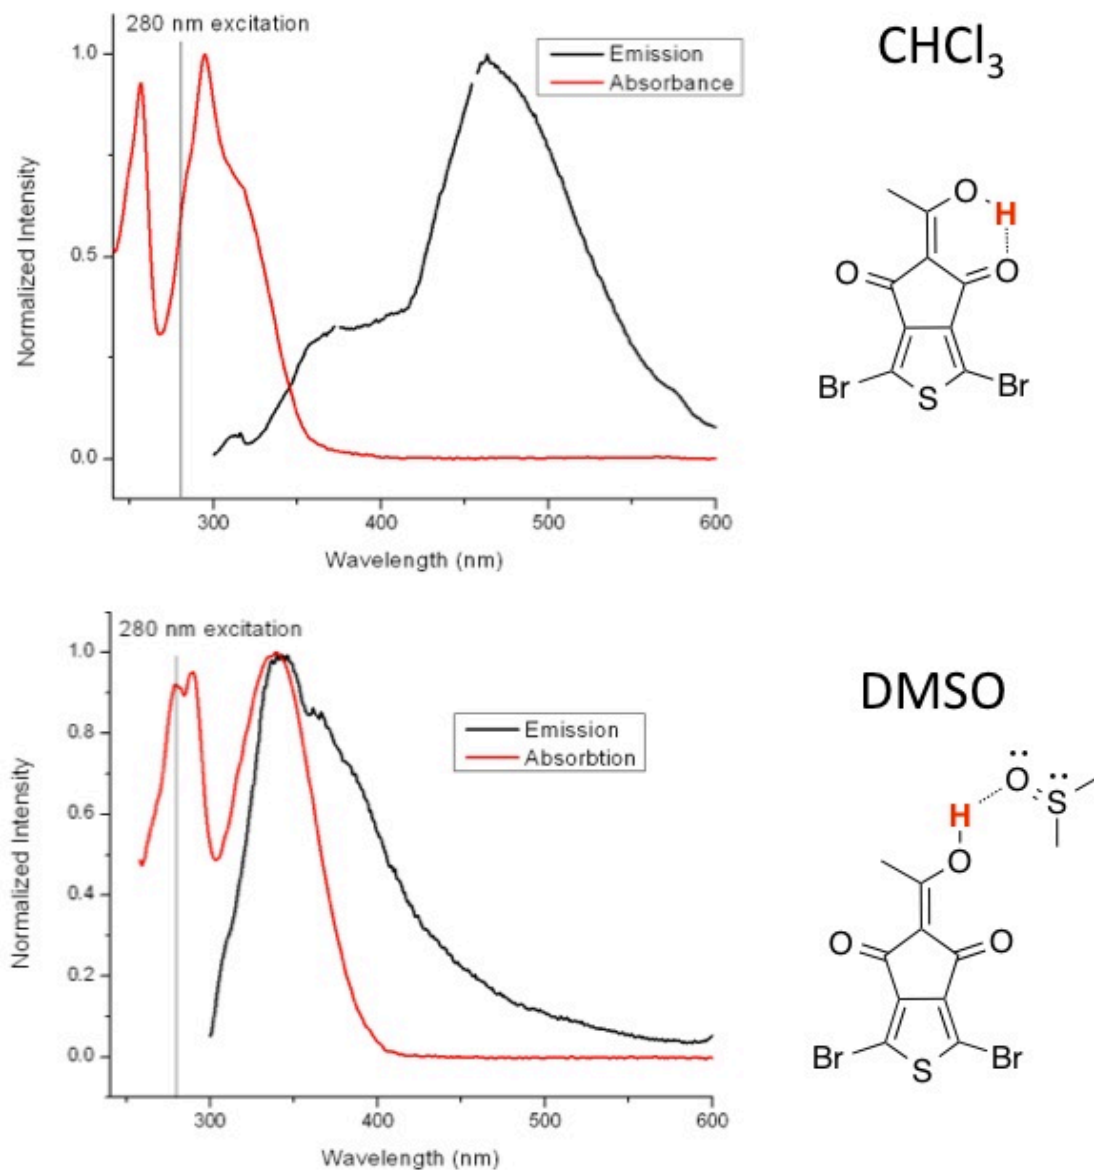 280 nm excitation
CHCl3
1.0
Emission
Absorbance
Normalized Intensity
0.5
0.0
300
400
500
600
Wavelength (nm)
O
H
O
O
Br
Br
S
280 nm excitation
DMSO
1.0
Emission
Absorbtion
0.8
Normalized Intensity
0.6
0.4
0.2
0.0
300
400
500
600
Wavelength (nm)
O
S
H
O
O
O
Br
Br
S